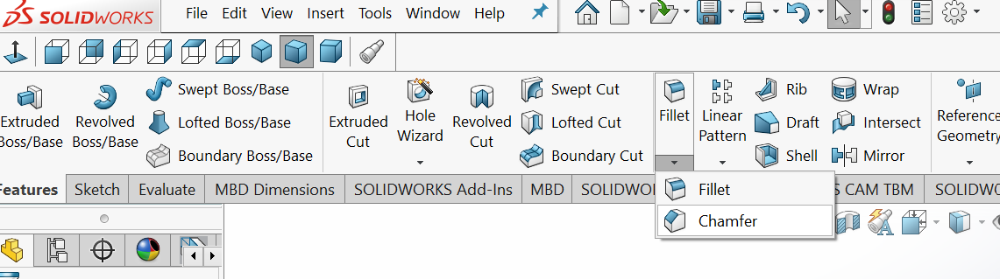 SOLIDWORKS File Edit View Insert Tools Window Help
Extruded Boss/Base
Revolved Boss/Base
Swept Boss/Base
Lofted Boss/Base
Boundary Boss/Base
Extruded Cut
Hole Wizard
Revolved Cut
Swept Cut
Lofted Cut
Boundary Cut
Fillet
Linear Pattern
Rib
Draft
Shell
Wrap
Intersect
Mirror
Reference Geometry
Features Sketch Evaluate MBD Dimensions SOLIDWORKS Add-Ins MBD SOLIDWO S CAM TBM SOLIDWO
Fillet
Chamfer